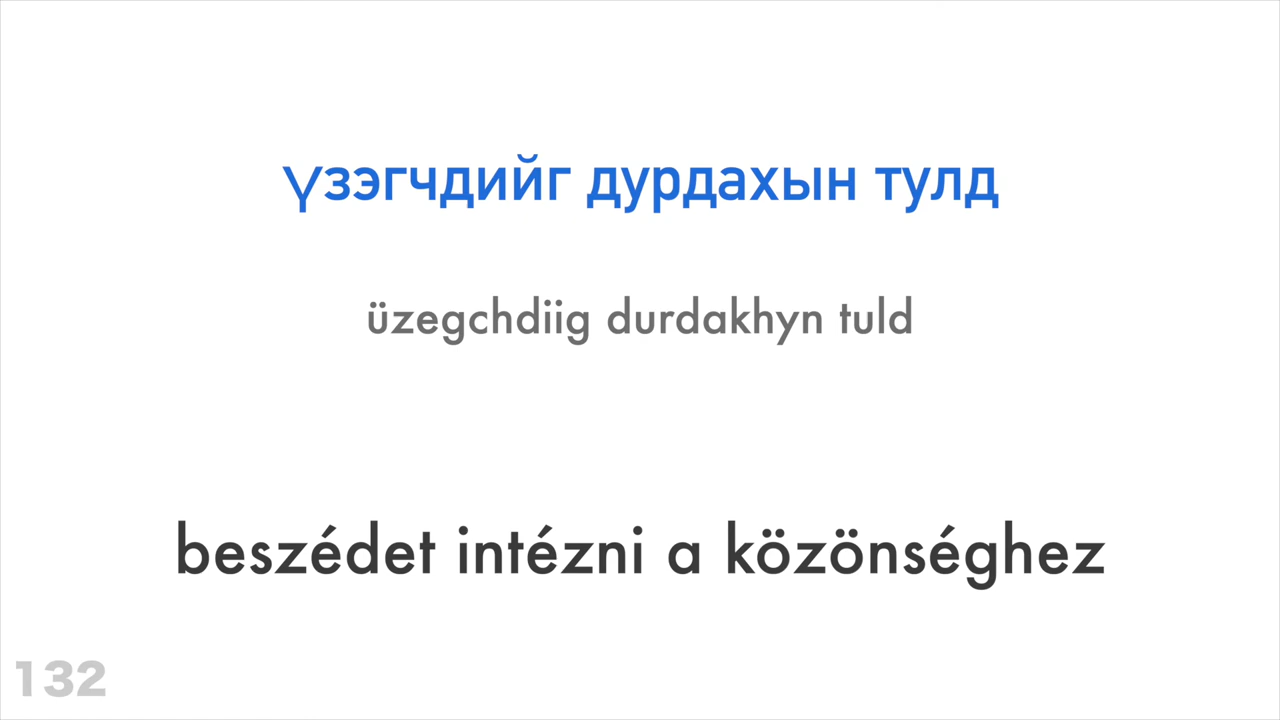 үзэгчдийг дурдахын тулд
üzegchdiig durdakhyn tuld
beszédet intézni a közönséghez
132